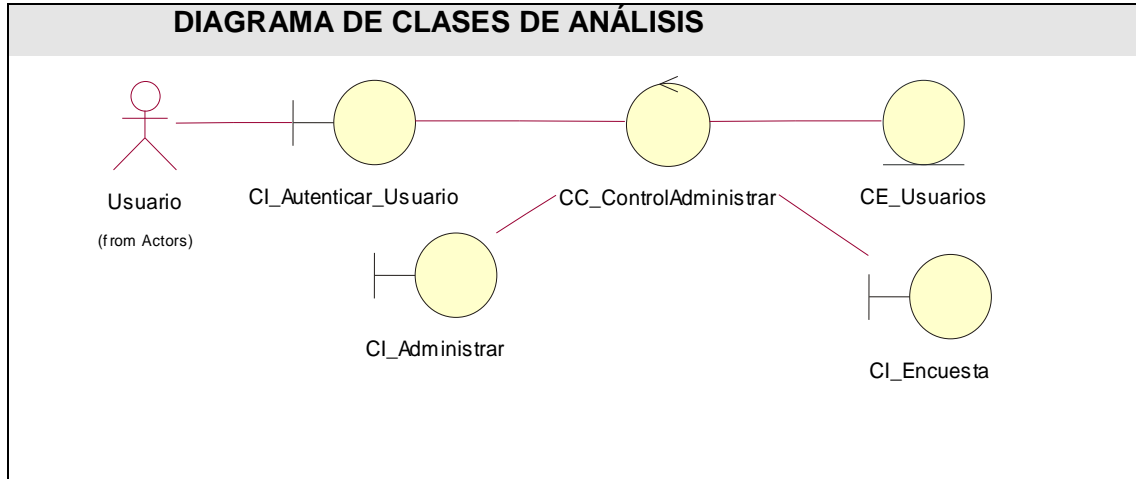 DIAGRAMA DE CLASES DE ANÁLISIS
Usuario
(from Actors)
CI_Autenticar_Usuario
CC_ControlAdministrar
CE_Usuarios
CI_Administrar
CI_Encuesta